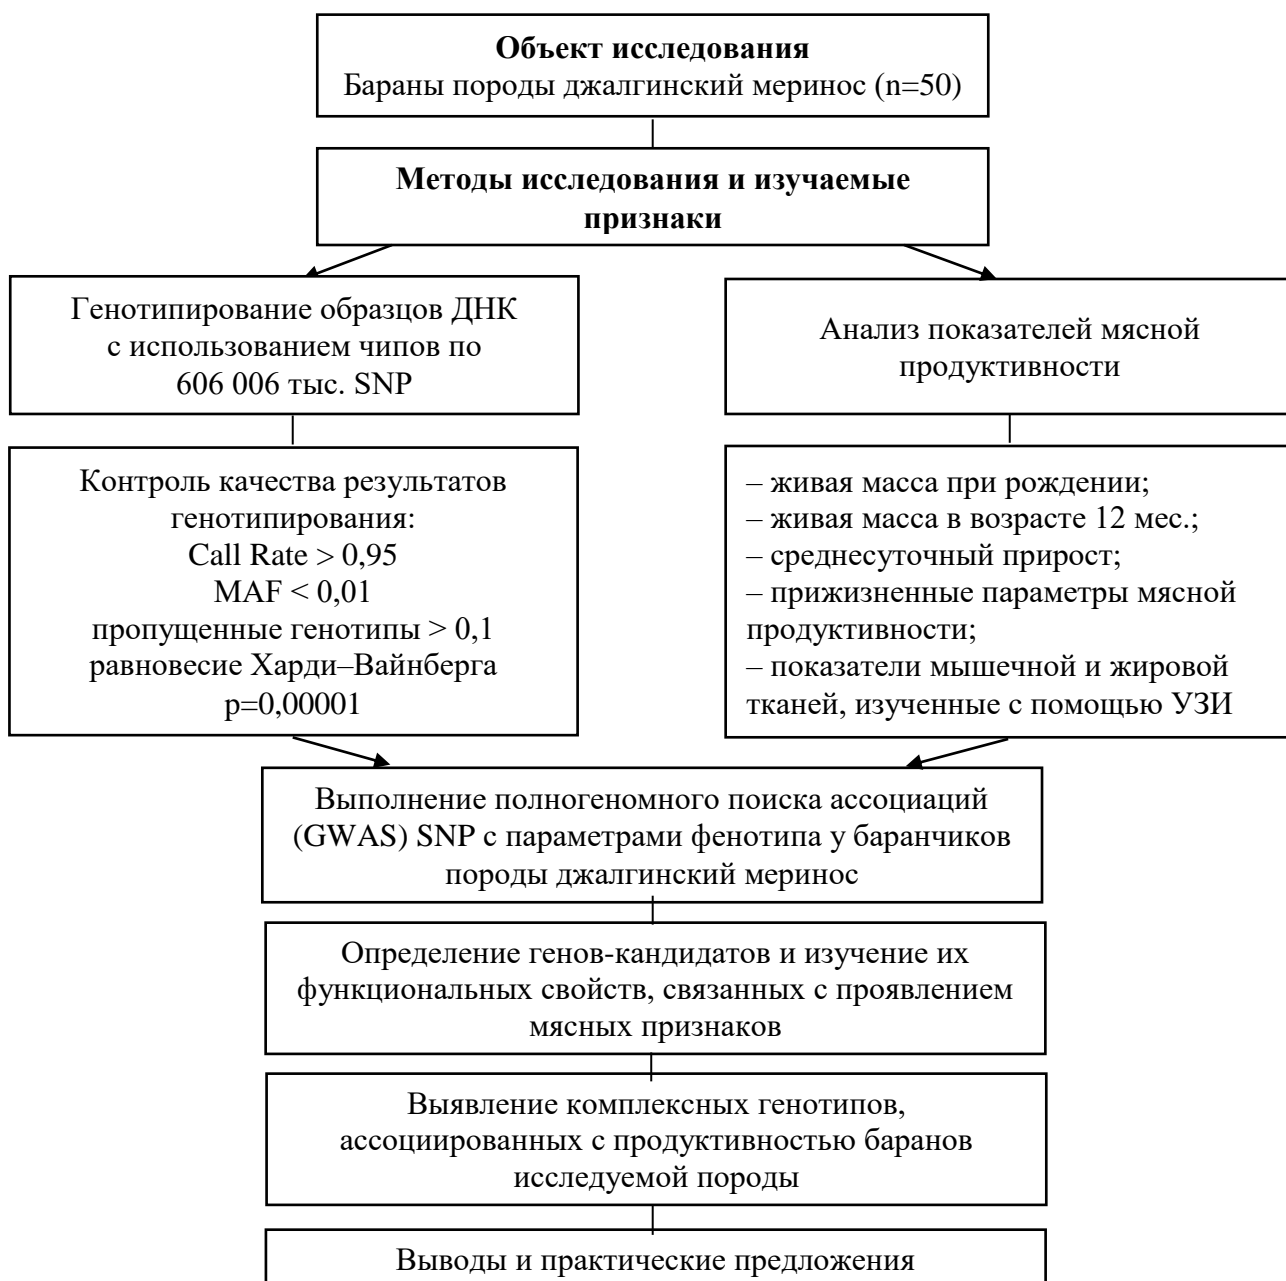 Объект исследования
Бараны породы джалгинский меринос (n=50)
Методы исследования и изучаемые
признаки
Генотипирование образцов ДНК
с использованием чипов по
606 006 тыс. SNP
Анализ показателей мясной
продуктивности
Контроль качества результатов
генотипирования:
Call Rate > 0,95
MAF < 0,01
пропущенные генотипы > 0,1
равновесие Харди–Вайнберга
p=0,00001
– живая масса при рождении;
– живая масса в возрасте 12 мес.;
– среднесуточный прирост;
– прижизненные параметры мясной
продуктивности;
– показатели мышечной и жировой
тканей, изученные с помощью УЗИ
Выполнение полногеномного поиска ассоциаций
(GWAS) SNP с параметрами фенотипа у баранчиков
породы джалгинский меринос
Определение генов-кандидатов и изучение их
функциональных свойств, связанных с проявлением
мясных признаков
Выявление комплексных генотипов,
ассоциированных с продуктивностью баранов
исследуемой породы
Выводы и практические предложения